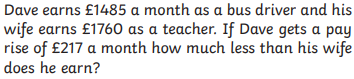 Dave earns £1485 a month as a bus driver and his
wife earns £1760 as a teacher. If Dave gets a pay
rise of £217 a month how much less than his wife
does he earn?